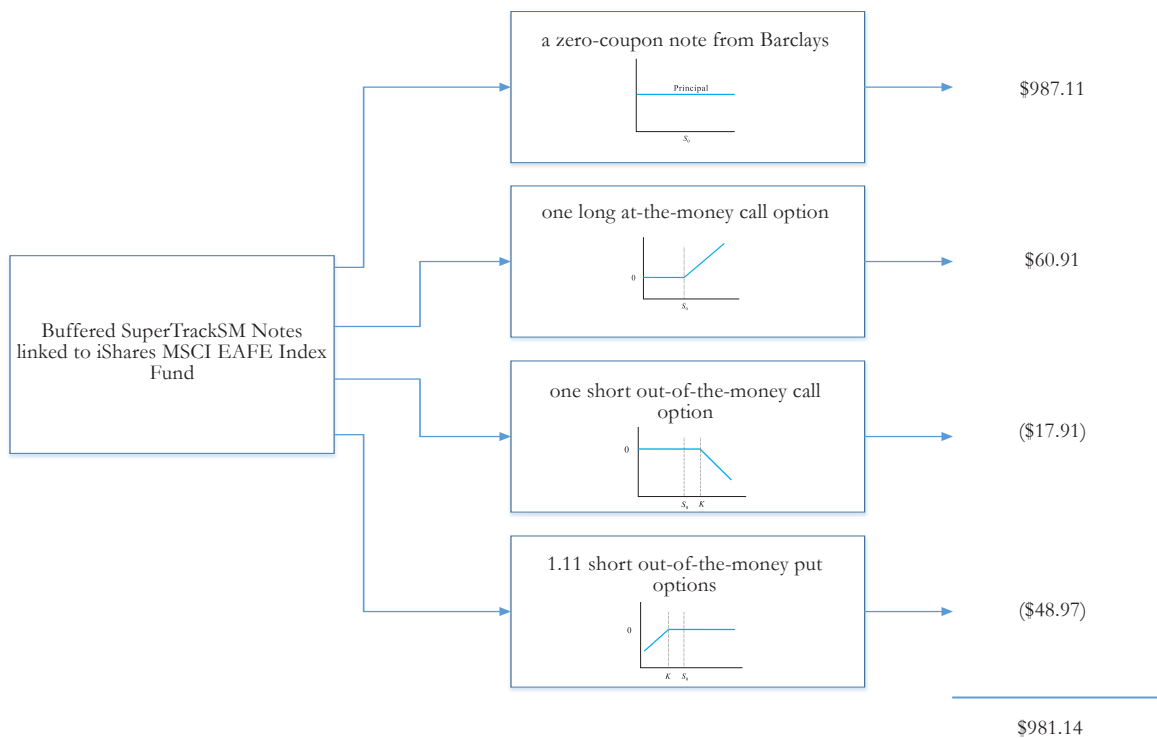 a zero-coupon note from Barclays
Principal
S₀
$987.11
one long at-the-money call option
0
S₀
$60.91
Buffered SuperTrackSM Notes
linked to iShares MSCI EAFE Index
Fund
one short out-of-the-money call
option
0
S₀ K
($17.91)
1.11 short out-of-the-money put
options
0
K S₀
($48.97)
$981.14